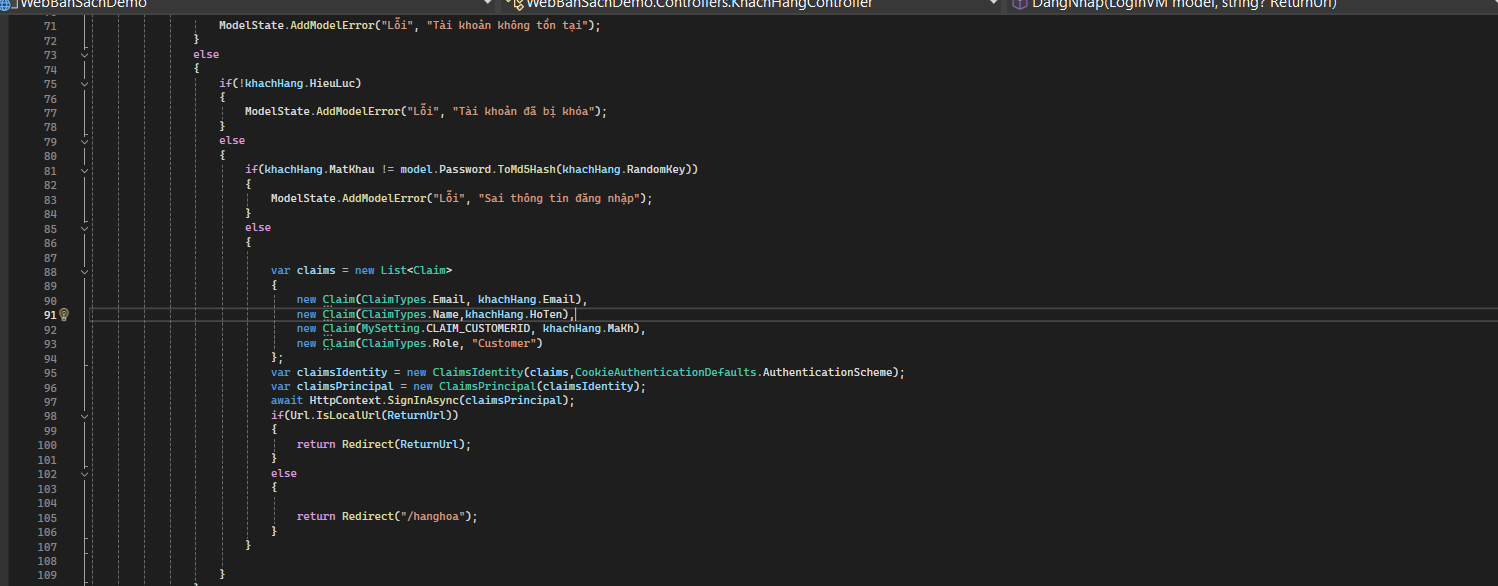 WebBanSachDemo WebBanSachDemo.Controllers.KhachHangController DangNhap(LoginVM model, string? ReturnUrl)
71 ModelState.AddModelError("Lỗi", "Tài khoản không tồn tại");
72 }
73 else
74 {
75 if(!khachHang.HieuLuc)
76 {
77 ModelState.AddModelError("Lỗi", "Tài khoản đã bị khóa");
78 }
79 else
80 {
81 if(khachHang.MatKhau != model.Password.ToMd5Hash(khachHang.RandomKey))
82 {
83 ModelState.AddModelError("Lỗi", "Sai thông tin đăng nhập");
84 }
85 else
86 {
87
88 var claims = new List<Claim>
89 {
90 new Claim(ClaimTypes.Email, khachHang.Email),
91 new Claim(ClaimTypes.Name,khachHang.HoTen),
92 new Claim(MySetting.CLAIM_CUSTOMERID, khachHang.MaKh),
93 new Claim(ClaimTypes.Role, "Customer")
94 };
95 var claimsIdentity = new ClaimsIdentity(claims,CookieAuthenticationDefaults.AuthenticationScheme);
96 var claimsPrincipal = new ClaimsPrincipal(claimsIdentity);
97 await HttpContext.SignInAsync(claimsPrincipal);
98 if(Url.IsLocalUrl(ReturnUrl))
99 {
100 return Redirect(ReturnUrl);
101 }
102 else
103 {
104
105 return Redirect("/hanghoa");
106 }
107 }
108
109 }